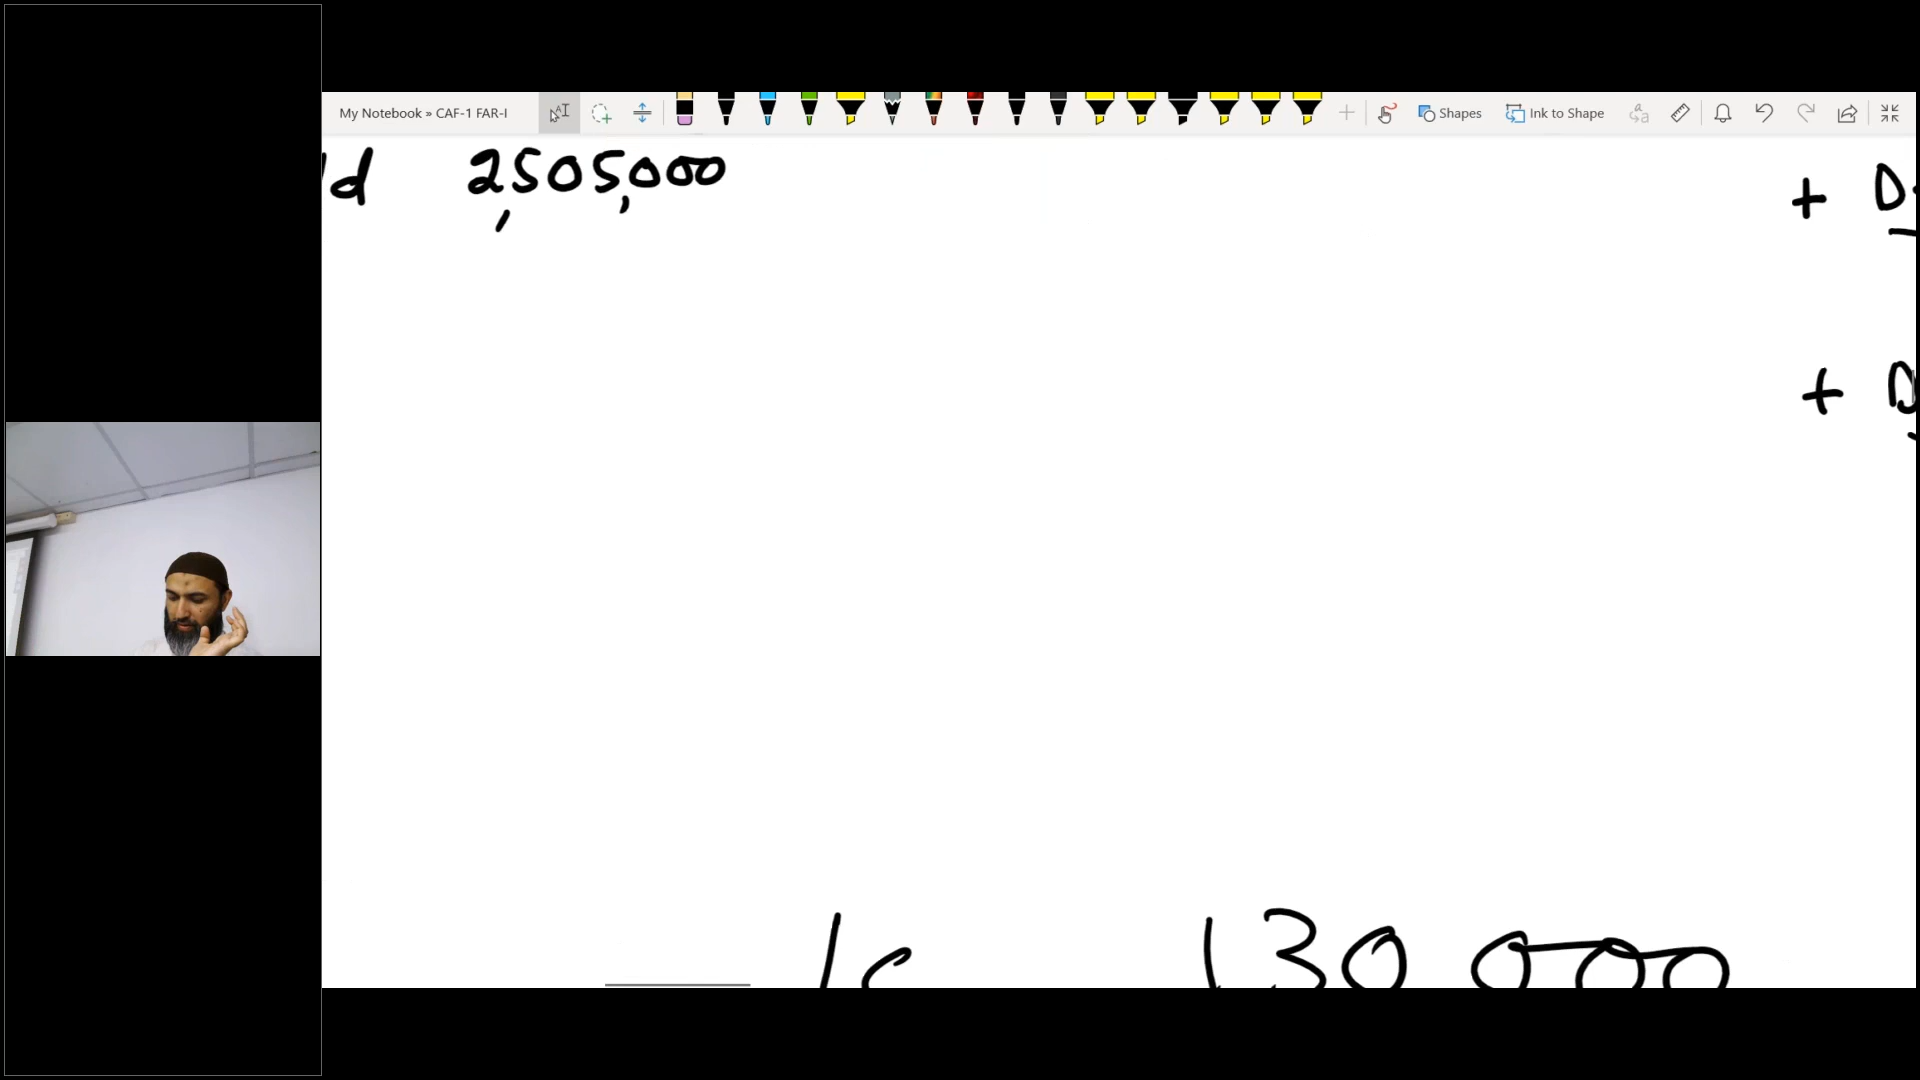 My Notebook » CAF-1 FAR-I
Shapes
Ink to Shape
d 2,505,000
+ D
+ D
130 000